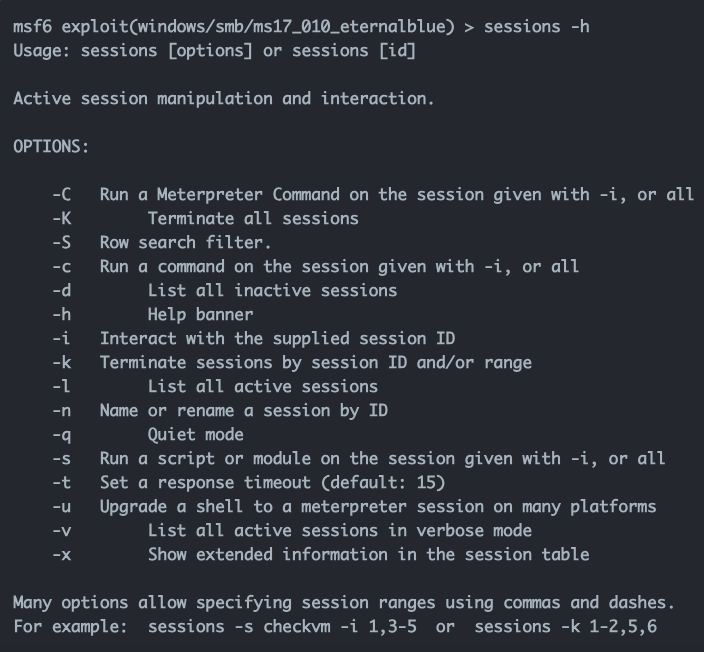 msf6 exploit(windows/smb/ms17_010_eternalblue) > sessions -h
Usage: sessions [options] or sessions [id]
Active session manipulation and interaction.
OPTIONS:
-C Run a Meterpreter Command on the session given with -i, or all
-K Terminate all sessions
-S Row search filter.
-c Run a command on the session given with -i, or all
-d List all inactive sessions
-h Help banner
-i Interact with the supplied session ID
-k Terminate sessions by session ID and/or range
-l List all active sessions
-n Name or rename a session by ID
-q Quiet mode
-s Run a script or module on the session given with -i, or all
-t Set a response timeout (default: 15)
-u Upgrade a shell to a meterpreter session on many platforms
-v List all active sessions in verbose mode
-x Show extended information in the session table
Many options allow specifying session ranges using commas and dashes.
For example: sessions -s checkvm -i 1,3-5 or sessions -k 1-2,5,6